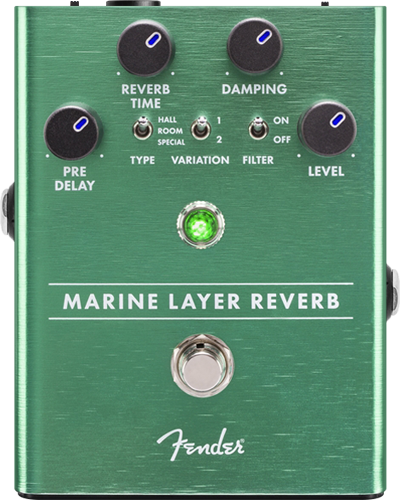 REVERB
TIME
DAMPING
PRE
DELAY
HALL
ROOM
SPECIAL
TYPE
1
2
VARIATION
ON
OFF
FILTER
LEVEL
MARINE LAYER REVERB
Fender